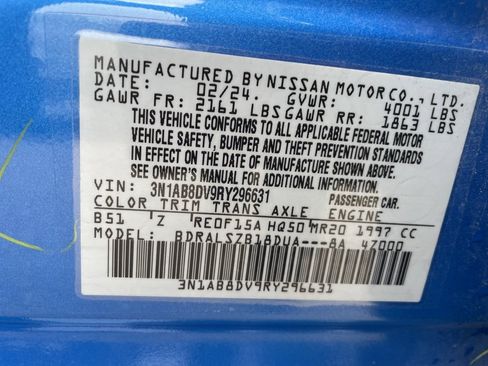 MANUFACTURED BY NISSAN MOTOR CO., LTD.
DATE: 02/24. GVWR: 4001 LBS
GAWR FR: 2161 LBS GAWR RR: 1863 LBS
THIS VEHICLE CONFORMS TO ALL APPLICABLE FEDERAL MOTOR
VEHICLE SAFETY, BUMPER AND THEFT PREVENTION STANDARDS
IN EFFECT ON THE DATE OF MANUFACTURE SHOWN ABOVE.
SEE OWNER'S MANUAL FOR ADDITIONAL INFORMATION.
VIN: 3N1AB8DV9RY296631 PASSENGER CAR.
COLOR TRIM TRANS AXLE ENGINE
B51 Z RE0F15A HQ50 MR20 1997 CC
MODEL: BDRALSZB18DUA---8A 47000
3N1AB8DV9RY296631